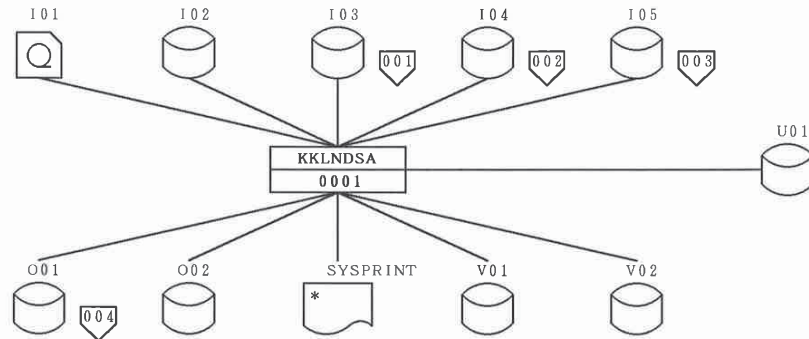 I01 I02 I03 I04 I05
001 002 003
U01
KKLNDSA
0001
O01 O02 SYSPRINT V01 V02
*
004